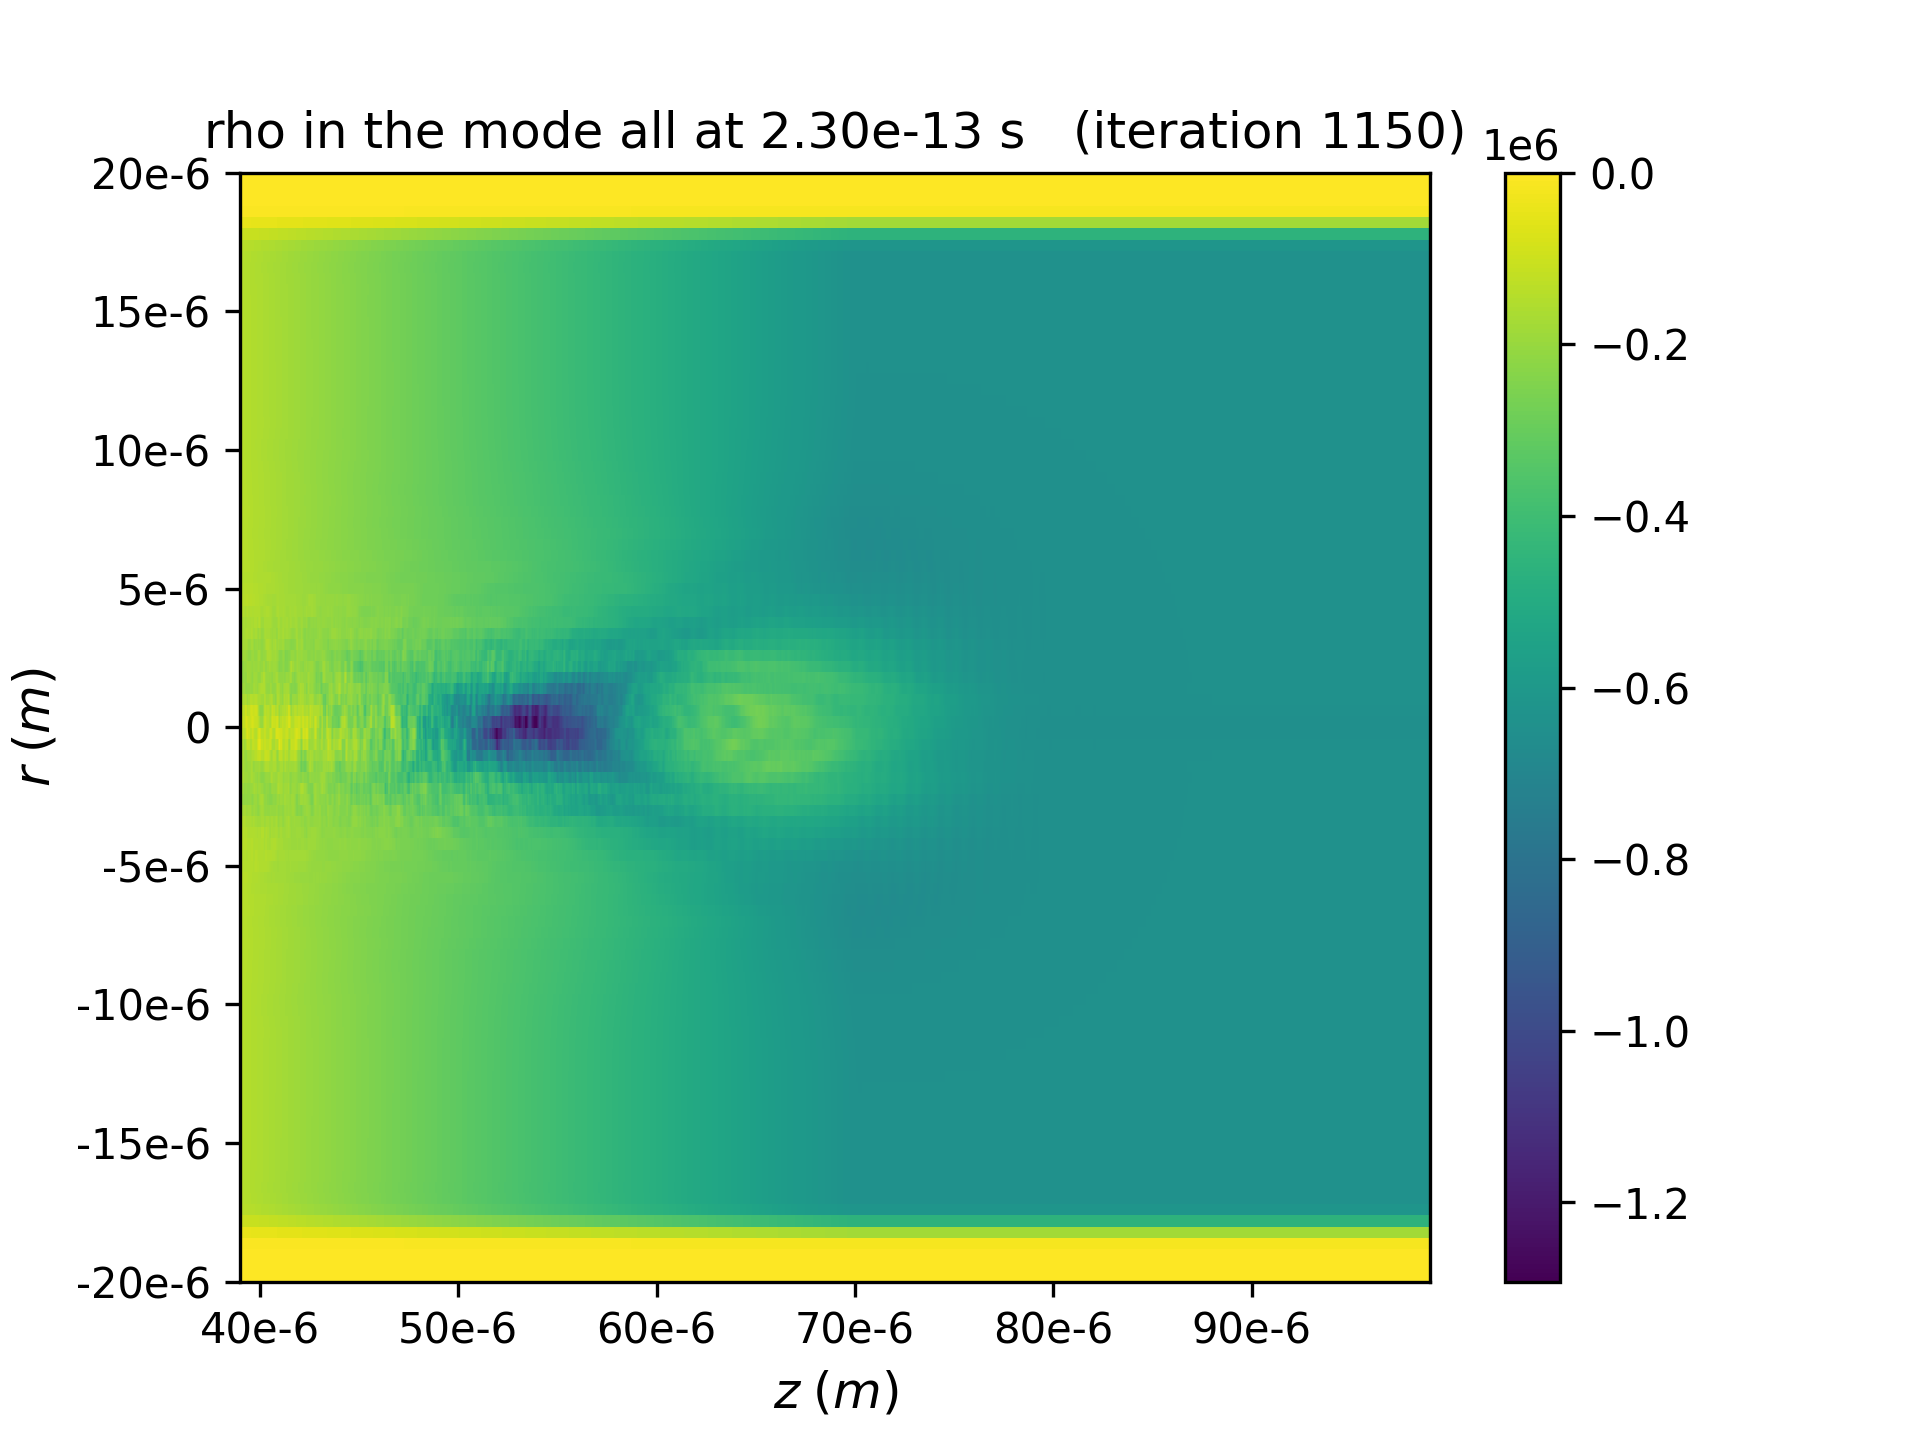 rho in the mode all at 2.30e-13 s   (iteration 1150)
1e6
20e-6
15e-6
10e-6
5e-6
0
-5e-6
-10e-6
-15e-6
-20e-6
r (m)
40e-6 50e-6 60e-6 70e-6 80e-6 90e-6
z (m)
0.0
−0.2
−0.4
−0.6
−0.8
−1.0
−1.2